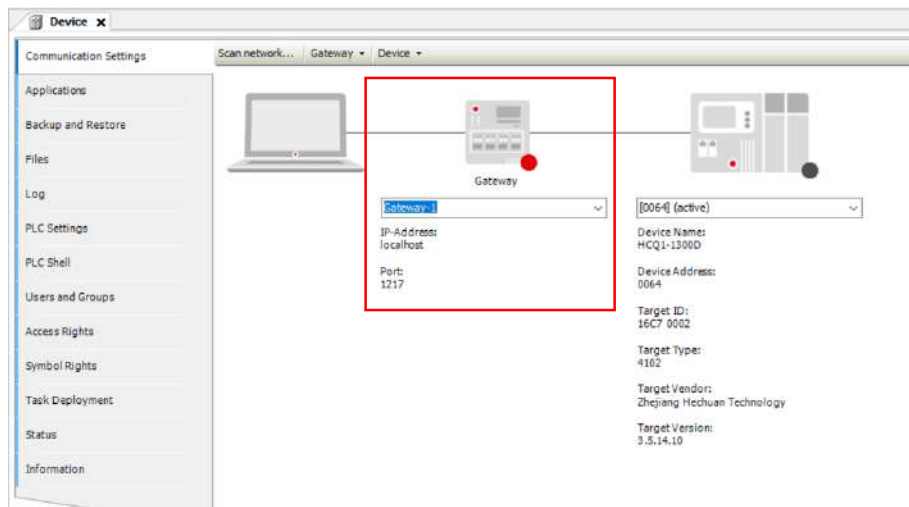 Device
Communication Settings
Applications
Backup and Restore
Files
Log
PLC Settings
PLC Shell
Users and Groups
Access Rights
Symbol Rights
Task Deployment
Status
Information
Scan network... Gateway Device
Gateway
Gateway-1
IP-Address:
localhost
Port:
1217
[0064] (active)
Device Name:
HCQ1-1300D
Device Address:
0064
Target ID:
16C7 0002
Target Type:
4102
Target Vendor:
Zhejiang Hechuan Technology
Target Version:
3.5.14.10